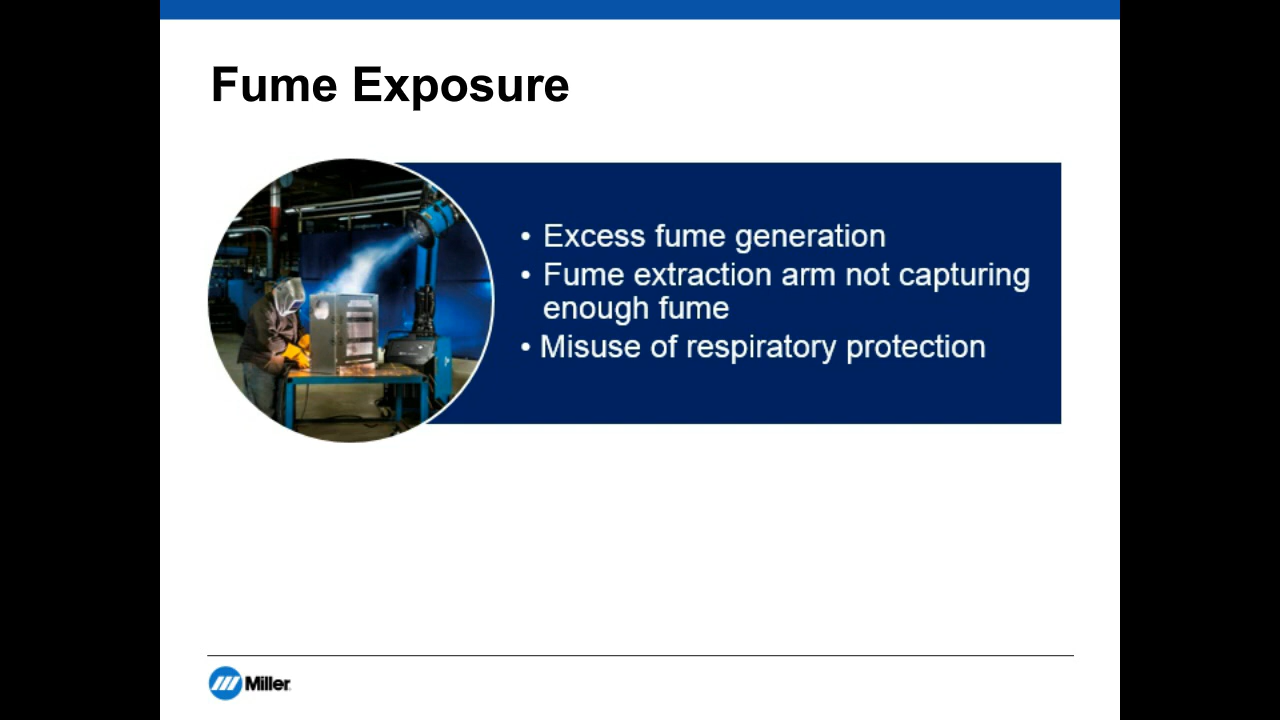 Fume Exposure
• Excess fume generation
• Fume extraction arm not capturing
enough fume
• Misuse of respiratory protection
Miller